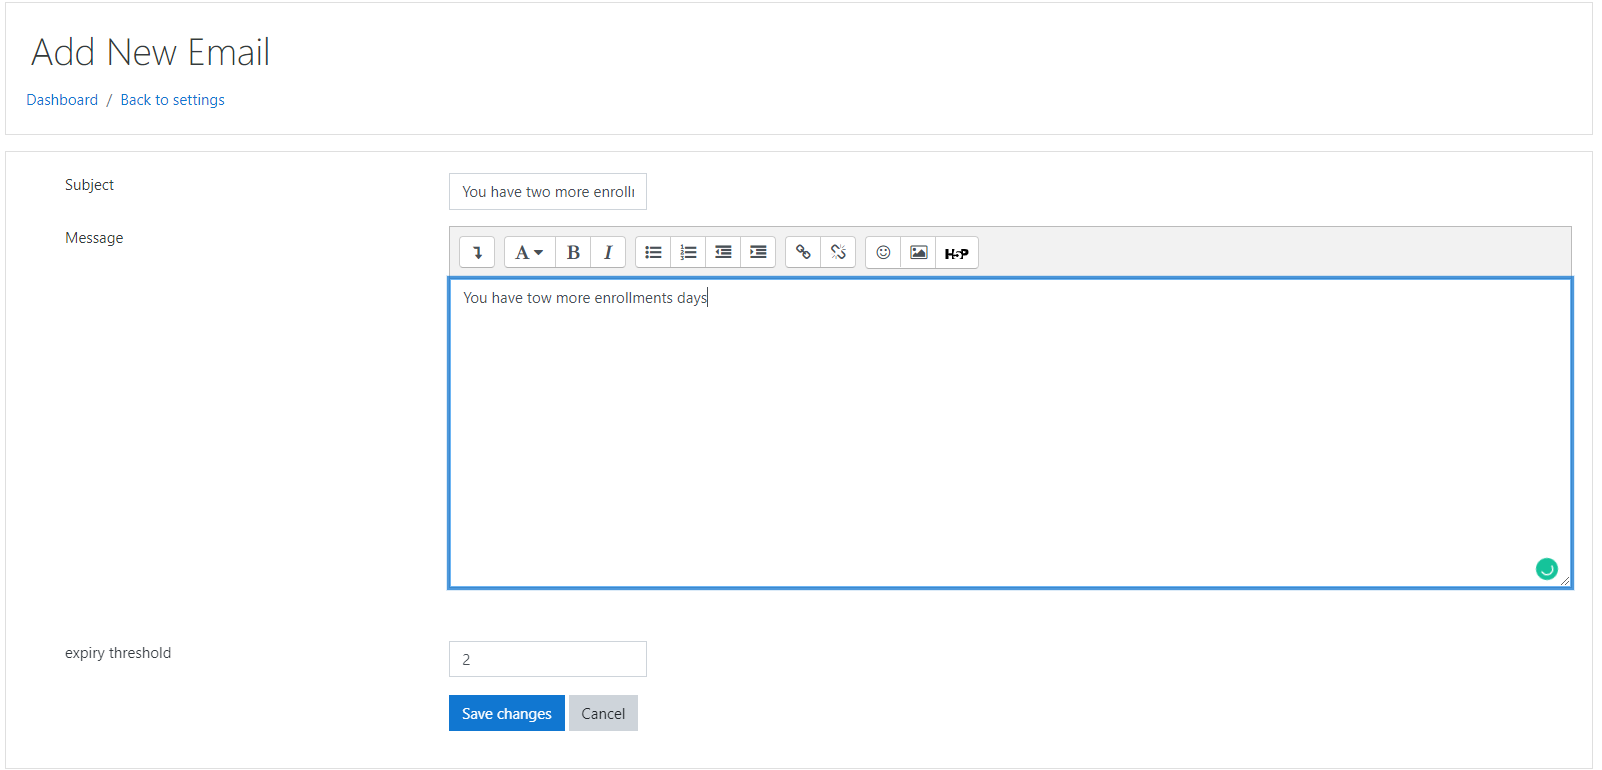 Add New Email
Dashboard / Back to settings
Subject
You have two more enroll
Message
A B I H5P
You have tow more enrollments days
expiry threshold
2
Save changes Cancel